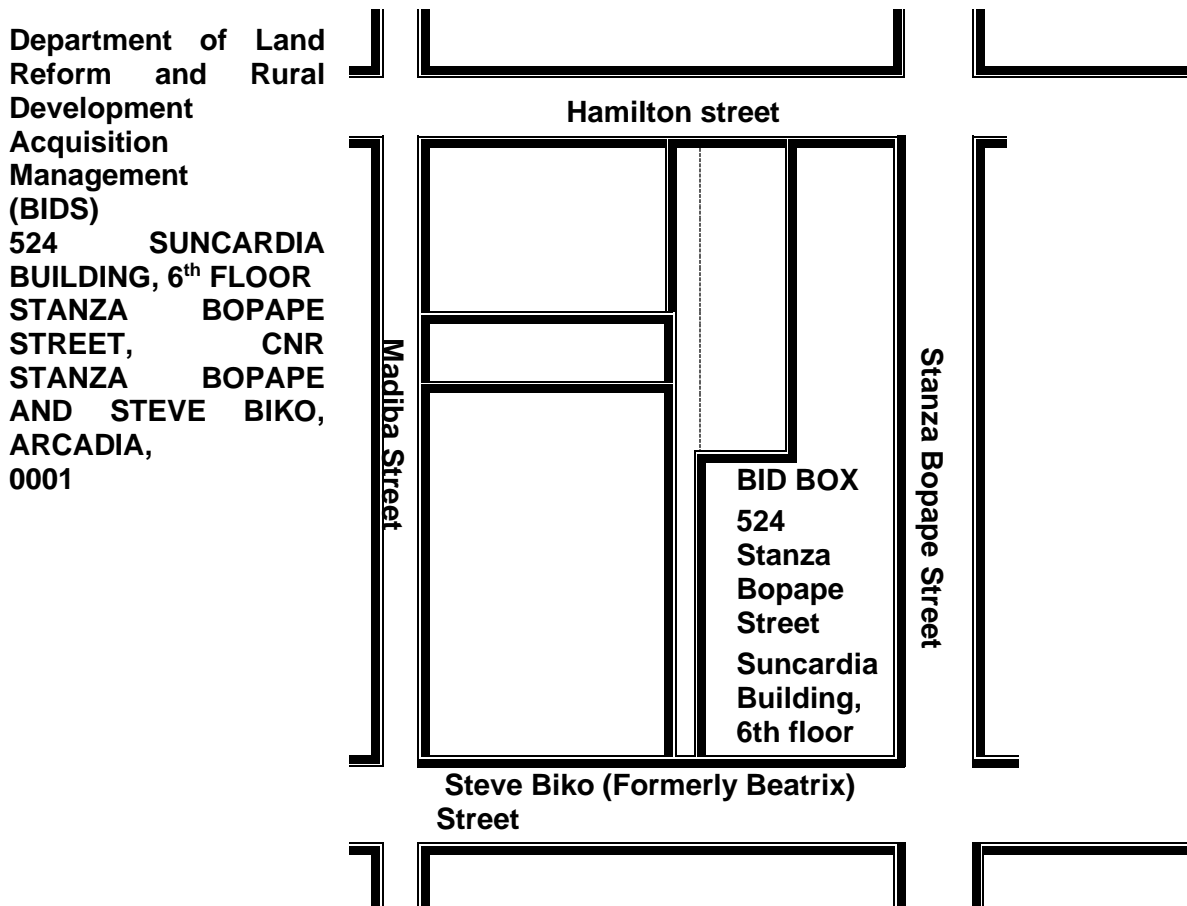 Department of Land
Reform and Rural
Development
Acquisition
Management
(BIDS)
524 SUNCARDIA
BUILDING, 6th FLOOR
STANZA BOPAPE
STREET, CNR
STANZA BOPAPE
AND STEVE BIKO,
ARCADIA,
0001
Hamilton street
Madiba Street
Stanza Bopape Street
BID BOX
524
Stanza
Bopape
Street
Suncardia
Building,
6th floor
Steve Biko (Formerly Beatrix)
Street